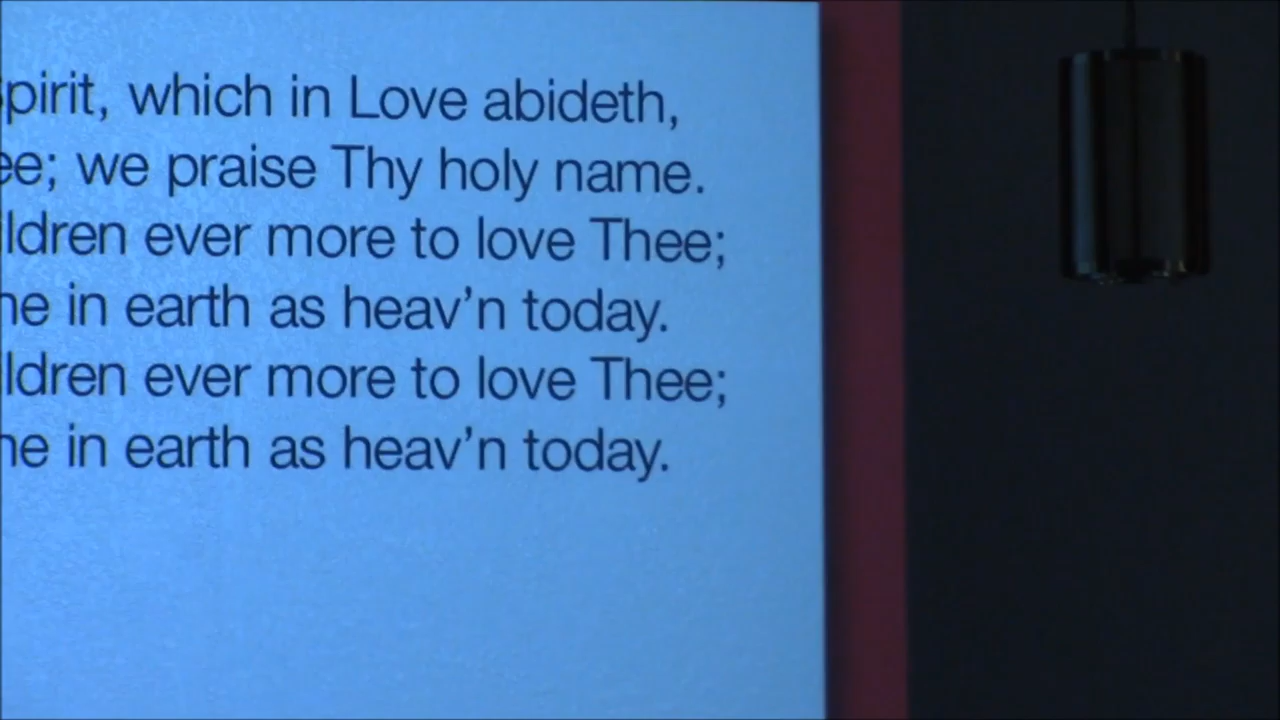 pirit, which in Love abideth,
ee; we praise Thy holy name.
ldren ever more to love Thee;
ne in earth as heav’n today.
ldren ever more to love Thee;
ne in earth as heav’n today.